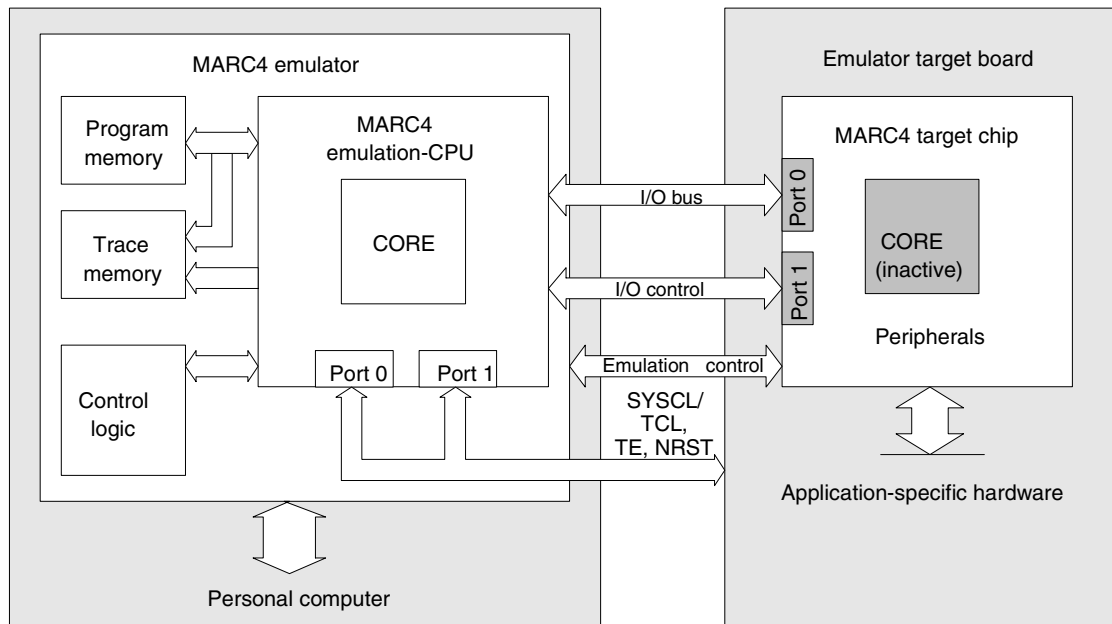 MARC4 emulator
Program
memory
Trace
memory
Control
logic
MARC4
emulation-CPU
CORE
Port 0
Port 1
I/O bus
I/O control
Emulation control
SYSCL/
TCL,
TE, NRST
Personal computer
Emulator target board
MARC4 target chip
Port 0
Port 1
CORE
(inactive)
Peripherals
Application-specific hardware